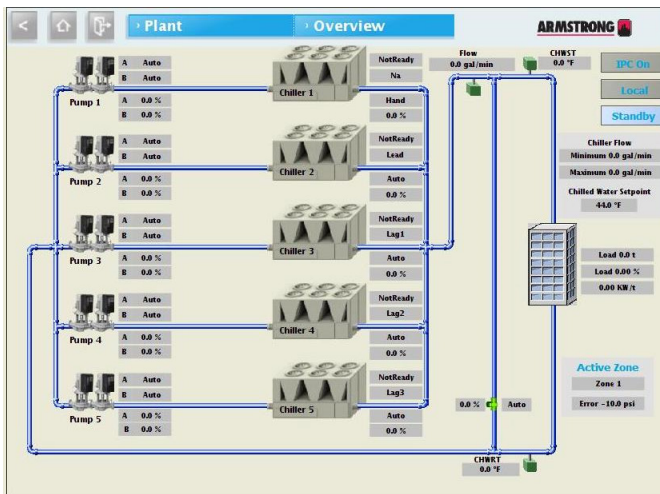 <
› Plant
› Overview
ARMSTRONG
Flow
0.0 gal/min
CHWST
0.0 °F
IPC On
Local
Standby
A Auto
B Auto
Pump 1
A 0.0 %
B 0.0 %
Chiller 1
NotReady
Na
Hand
0.0 %
A Auto
B Auto
Pump 2
A 0.0 %
B 0.0 %
Chiller 2
NotReady
Lead
Auto
0.0 %
A Auto
B Auto
Pump 3
A 0.0 %
B 0.0 %
Chiller 3
NotReady
Lag1
Auto
0.0 %
A Auto
B Auto
Pump 4
A 0.0 %
B 0.0 %
Chiller 4
NotReady
Lag2
Auto
0.0 %
A Auto
B Auto
Pump 5
A 0.0 %
B 0.0 %
Chiller 5
NotReady
Lag3
Auto
0.0 %
Chiller Flow
Minimum 0.0 gal/min
Maximum 0.0 gal/min
Chilled Water Setpoint
44.0 °F
Load 0.0 t
Load 0.00 %
0.00 KW/t
Active Zone
Zone 1
Error -10.0 psi
0.0 %
Auto
CHWRT
0.0 °F